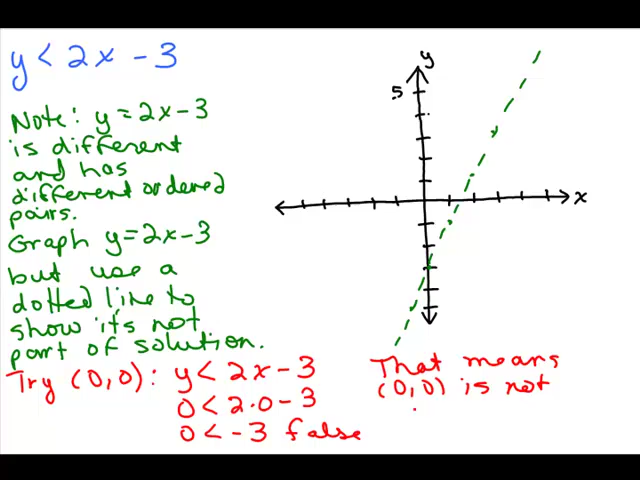 y < 2x - 3
Note: y = 2x - 3
is different
and has
different ordered
pairs.
Graph y = 2x - 3
but use a
dotted line to
show it's not
part of solution.
Try (0,0): y < 2x - 3
0 < 2·0 - 3
0 < -3 false
y
5
x
That means
(0,0) is not